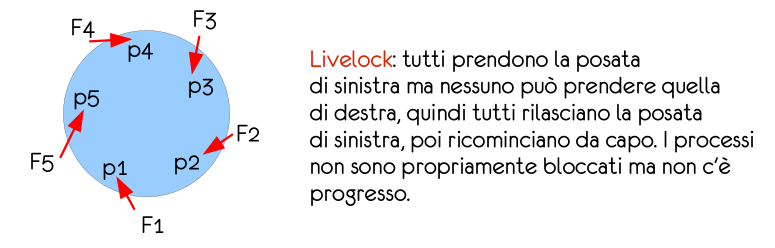 F3
F4
p4
p3
p5
F2
p2
p1
F5
F1
Livelock: tutti prendono la posata
di sinistra ma nessuno può prendere quella
di destra, quindi tutti rilasciano la posata
di sinistra, poi ricominciano da capo. I processi
non sono propriamente bloccati ma non c'è
progresso.